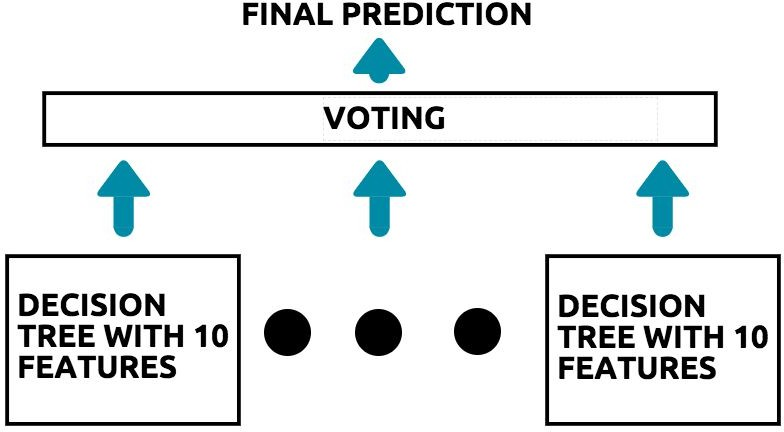 FINAL PREDICTION
VOTING
DECISION
TREE WITH 10
FEATURES
DECISION
TREE WITH 10
FEATURES